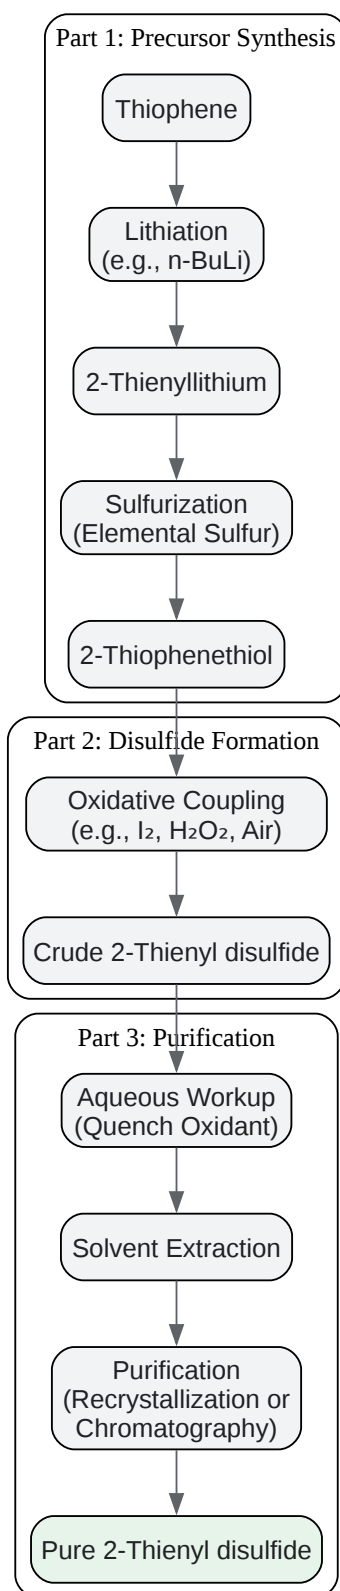 Part 1: Precursor Synthesis
Thiophene
Lithiation
(e.g., n-BuLi)
2-Thienyllithium
Sulfurization
(Elemental Sulfur)
2-Thiophenethiol
Part 2: Disulfide Formation
Oxidative Coupling
(e.g., I₂, H₂O₂, Air)
Crude 2-Thienyl disulfide
Part 3: Purification
Aqueous Workup
(Quench Oxidant)
Solvent Extraction
Purification
(Recrystallization or
Chromatography)
Pure 2-Thienyl disulfide